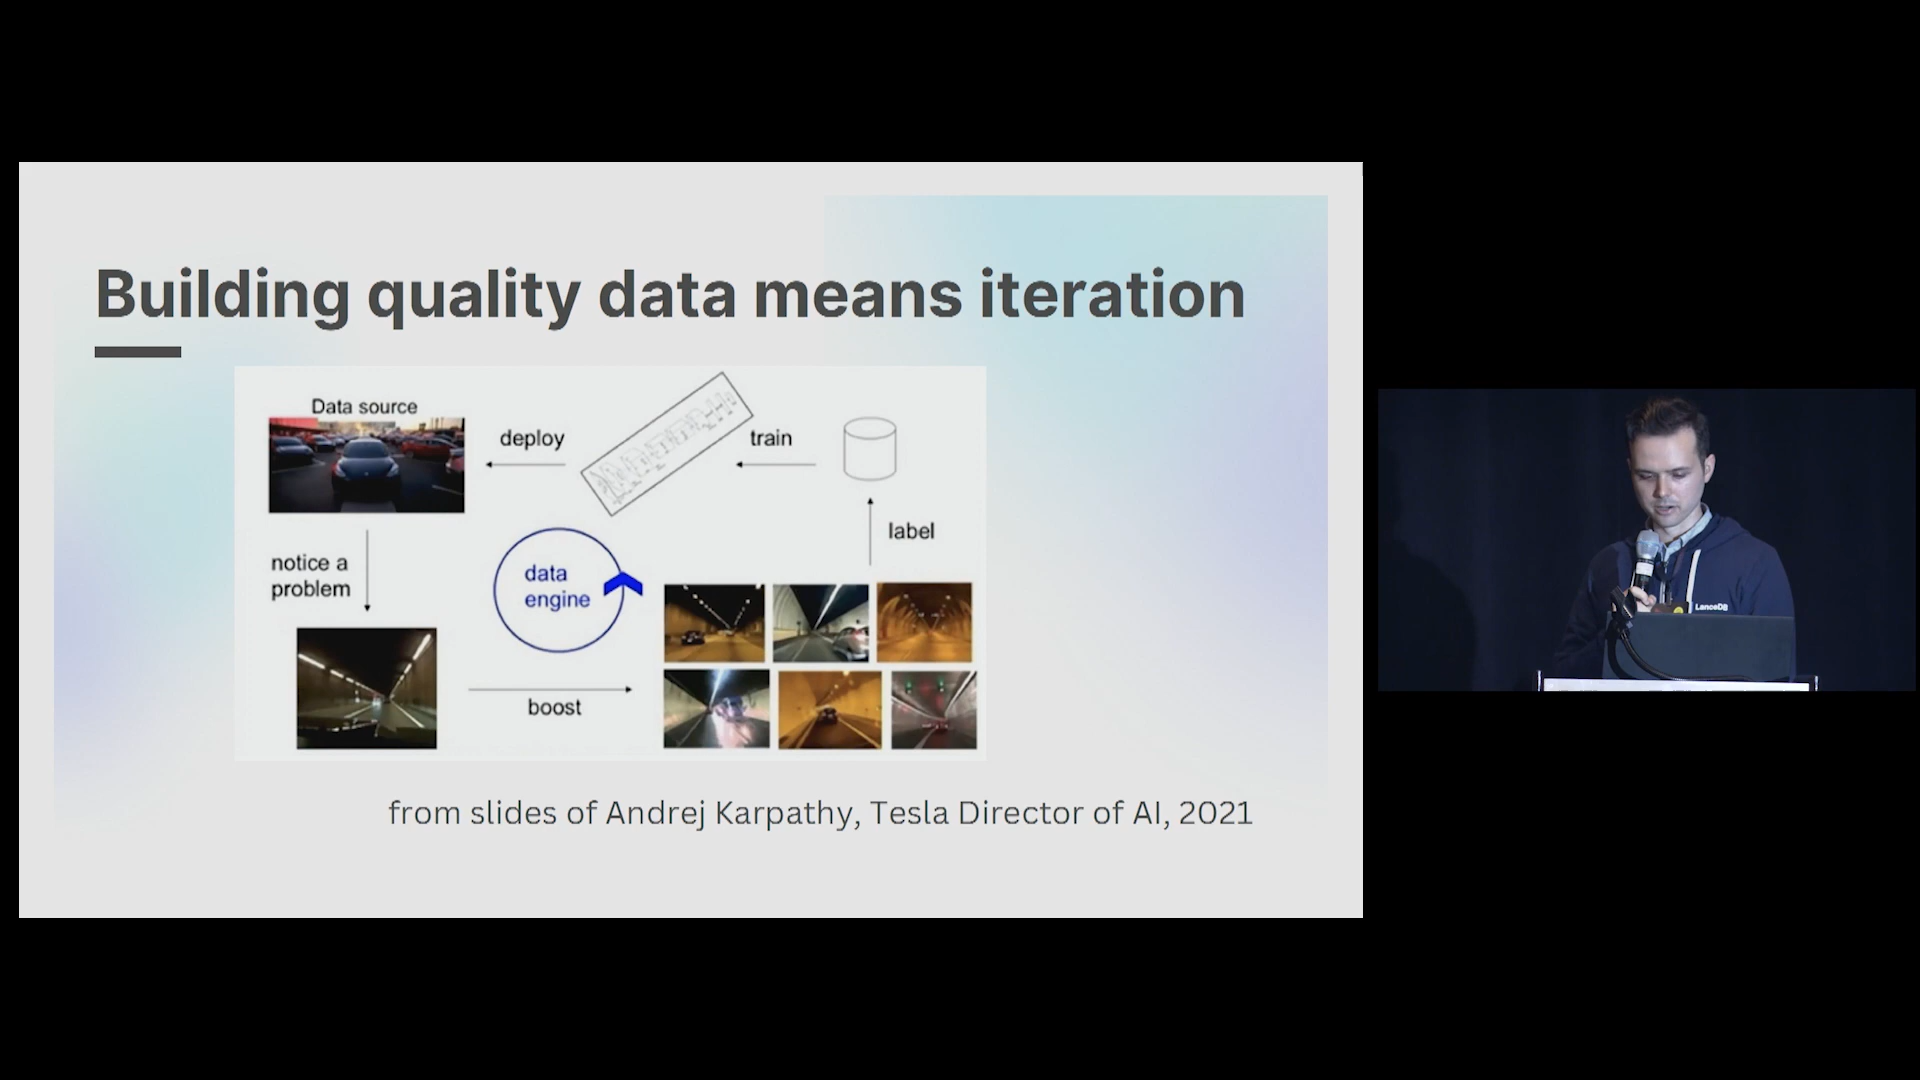 Building quality data means iteration
Data source
deploy
train
label
notice a
problem
data
engine
boost
from slides of Andrej Karpathy, Tesla Director of AI, 2021
LanceDB